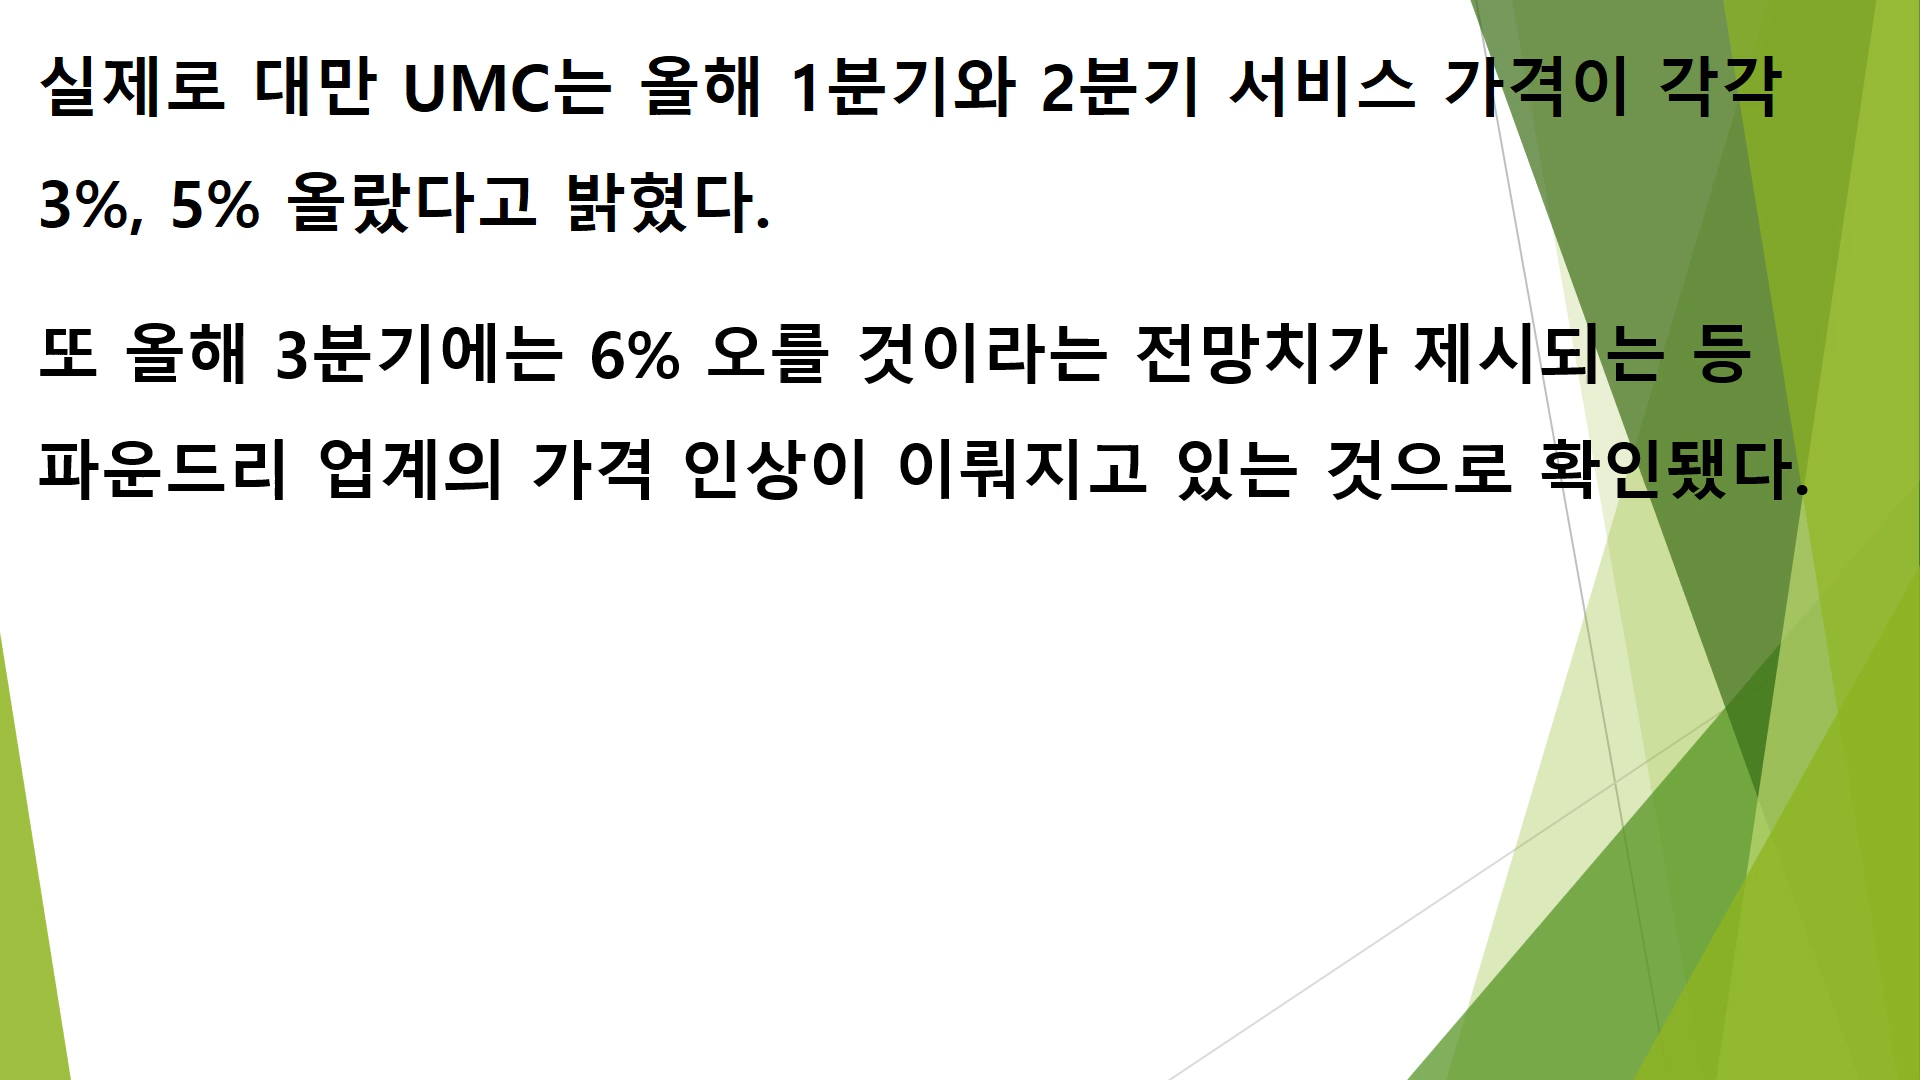 실제로 대만 UMC는 올해 1분기와 2분기 서비스 가격이 각각
3%, 5% 올랐다고 밝혔다.
또 올해 3분기에는 6% 오를 것이라는 전망치가 제시되는 등
파운드리 업계의 가격 인상이 이뤄지고 있는 것으로 확인됐다.